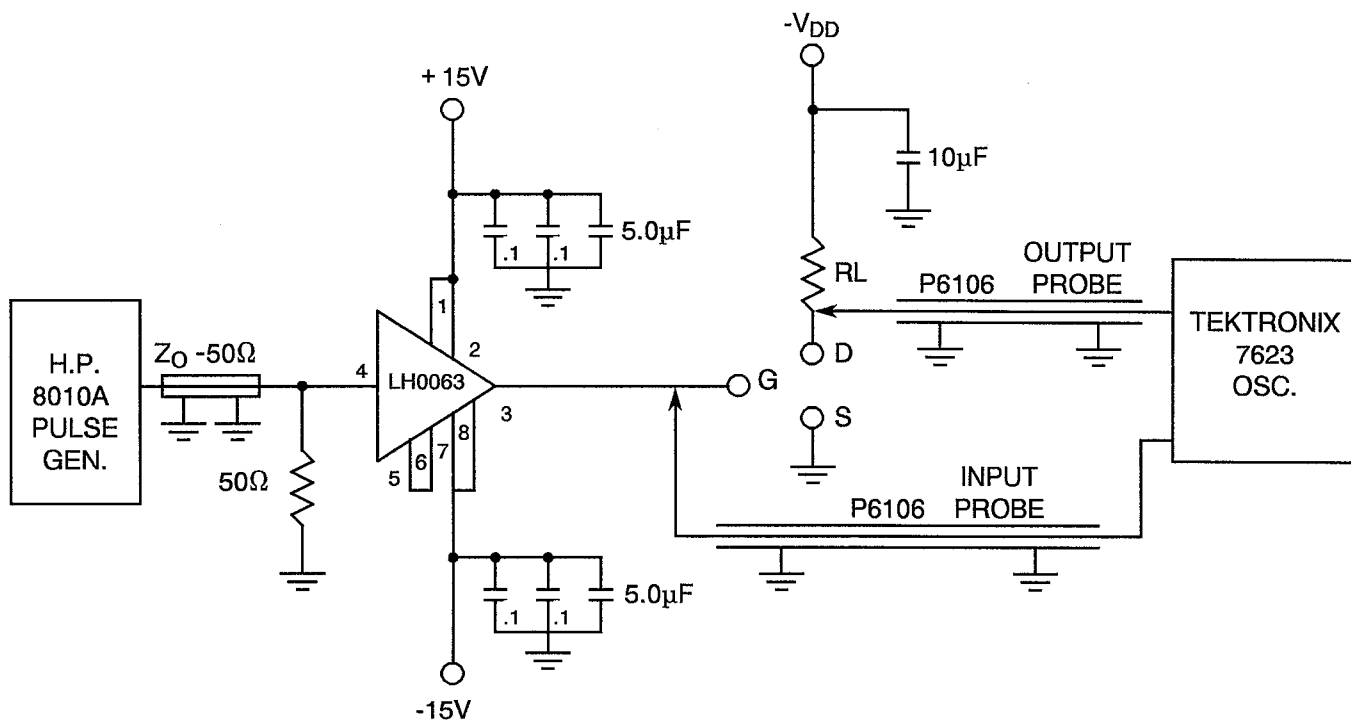 -VDD
+ 15V
10µF
.1
.1
5.0µF
RL
OUTPUT
PROBE
P6106
1
H.P.
8010A
PULSE
GEN.
ZO -50Ω
4
LH0063
2
3
5
6
7
8
50Ω
G
D
S
TEKTRONIX
7623
OSC.
INPUT
PROBE
P6106
.1
.1
5.0µF
-15V